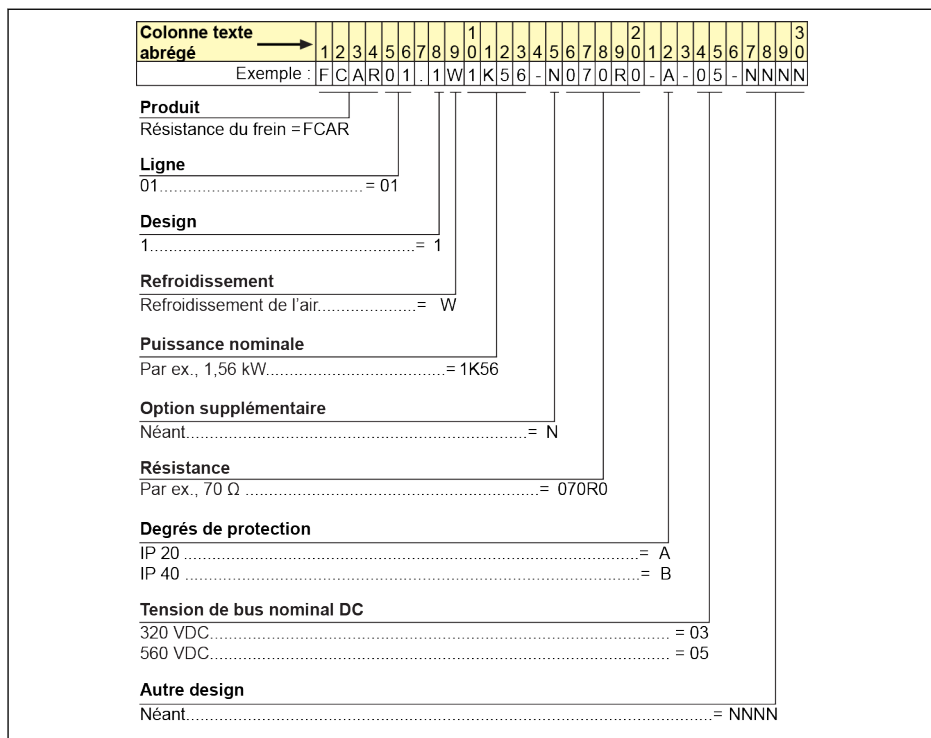 Colonne texte abrégé 1 2 3 4 5 6 7 8 9 10 1 2 3 4 5 6 7 8 9 20 1 2 3 4 5 6 7 8 9 30
Exemple : F C A R 0 1 . 1 W 1 K 5 6 - N 0 7 0 R 0 - A - 0 5 - N N N N
Produit
Résistance du frein = FCAR
Ligne
01........................................ = 01
Design
1.....................................................= 1
Refroidissement
Refroidissement de l'air.....................= W
Puissance nominale
Par ex., 1,56 kW.....................................= 1K56
Option supplémentaire
Néant....................................................................= N
Résistance
Par ex., 70 Ω ...........................................................= 070R0
Degrés de protection
IP 20 .............................................................................................= A
IP 40 .............................................................................................= B
Tension de bus nominal DC
320 VDC.............................................................................................. = 03
560 VDC.............................................................................................. = 05
Autre design
Néant.........................................................................................................= NNNN